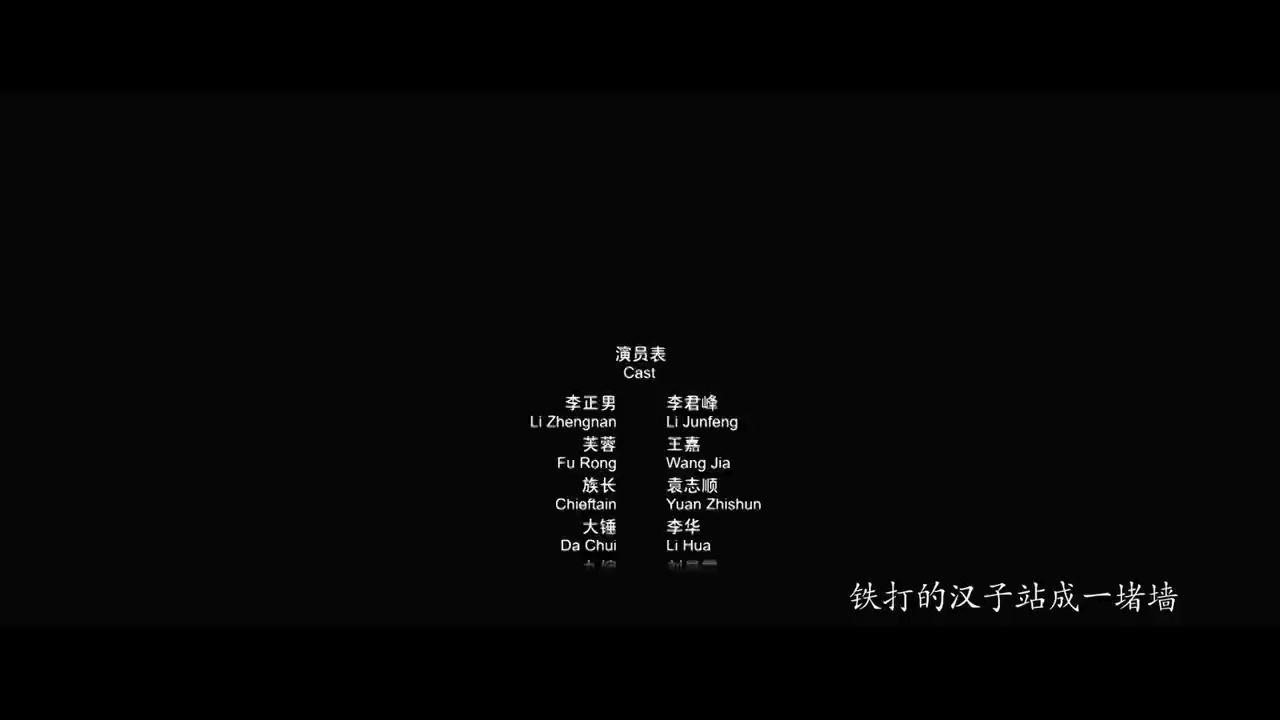 演员表
Cast
李正男 李君峰
Li Zhengnan Li Junfeng
芙蓉 王嘉
Fu Rong Wang Jia
族长 袁志顺
Chieftain Yuan Zhishun
大锤 李华
Da Chui Li Hua
铁打的汉子站成一堵墙